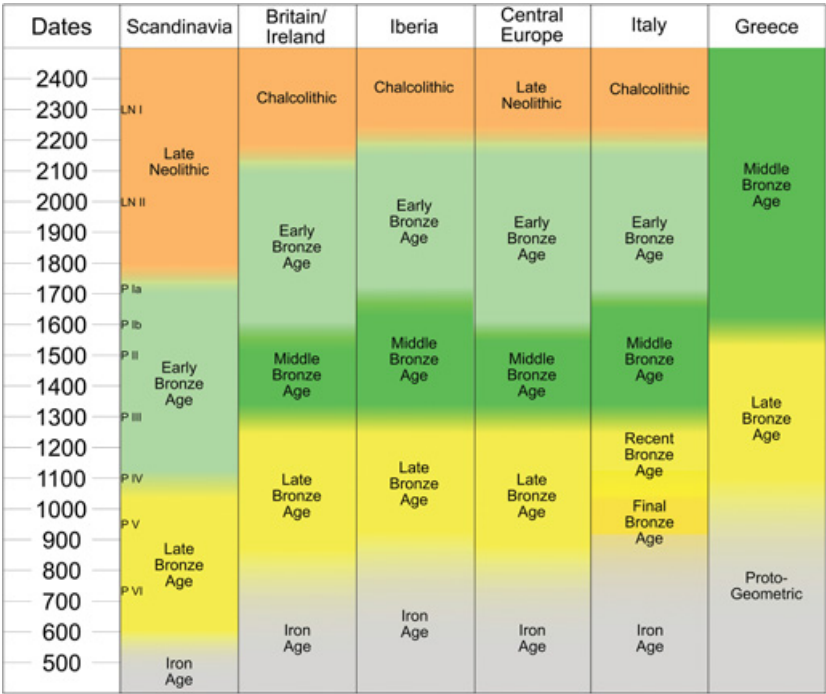 Dates
Scandinavia
Britain/
Ireland
Iberia
Central
Europe
Italy
Greece
2400
2300
2200
2100
2000
1900
1800
1700
1600
1500
1400
1300
1200
1100
1000
900
800
700
600
500
LN I
LN II
P Ia
P Ib
P II
P III
P IV
P V
P VI
Late
Neolithic
Early
Bronze
Age
Late
Bronze
Age
Iron
Age
Chalcolithic
Early
Bronze
Age
Middle
Bronze
Age
Late
Bronze
Age
Iron
Age
Chalcolithic
Early
Bronze
Age
Middle
Bronze
Age
Late
Bronze
Age
Iron
Age
Late
Neolithic
Early
Bronze
Age
Middle
Bronze
Age
Late
Bronze
Age
Iron
Age
Chalcolithic
Early
Bronze
Age
Middle
Bronze
Age
Recent
Bronze
Age
Final
Bronze
Age
Iron
Age
Middle
Bronze
Age
Late
Bronze
Age
Proto-
Geometric